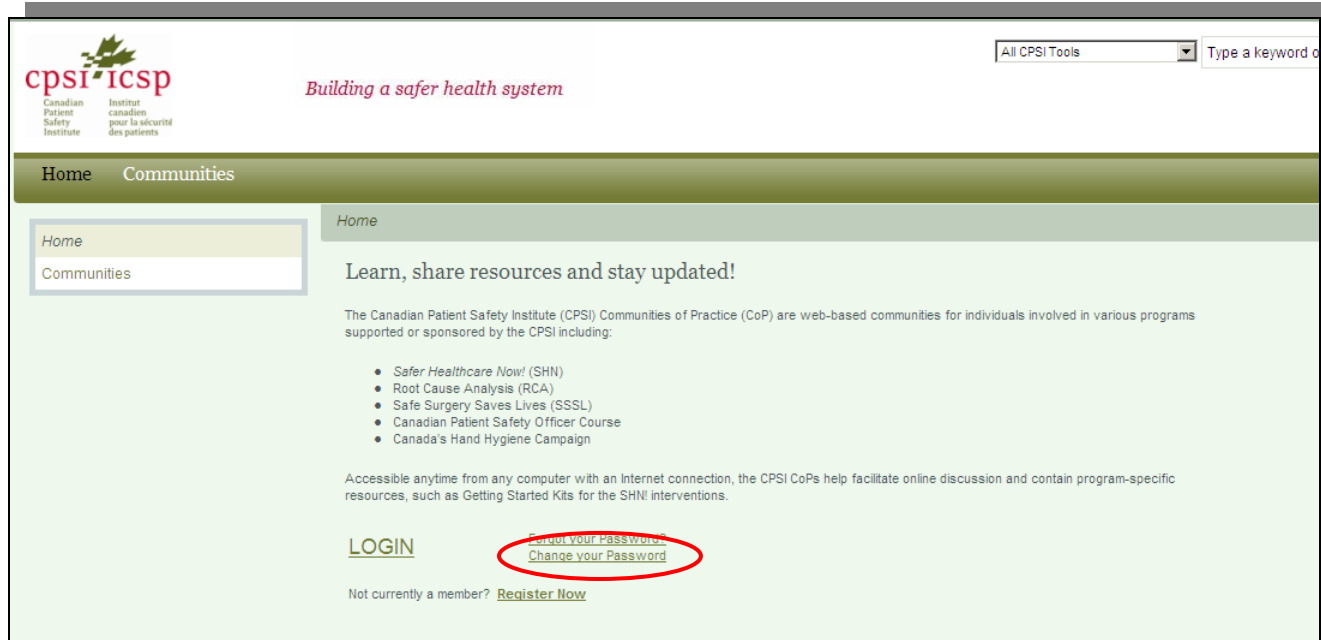 cpsi icsp
Canadian Patient Safety Institute
Institut canadien pour la sécurité des patients
Building a safer health system
All CPSI Tools
Type a keyword o
Home Communities
Home
Communities
Home
Learn, share resources and stay updated!
The Canadian Patient Safety Institute (CPSI) Communities of Practice (CoP) are web-based communities for individuals involved in various programs
supported or sponsored by the CPSI including:
● Safer Healthcare Now! (SHN)
● Root Cause Analysis (RCA)
● Safe Surgery Saves Lives (SSSL)
● Canadian Patient Safety Officer Course
● Canada's Hand Hygiene Campaign
Accessible anytime from any computer with an Internet connection, the CPSI CoPs help facilitate online discussion and contain program-specific
resources, such as Getting Started Kits for the SHN! interventions.
LOGIN
Forgot your Password?
Change your Password
Not currently a member? Register Now